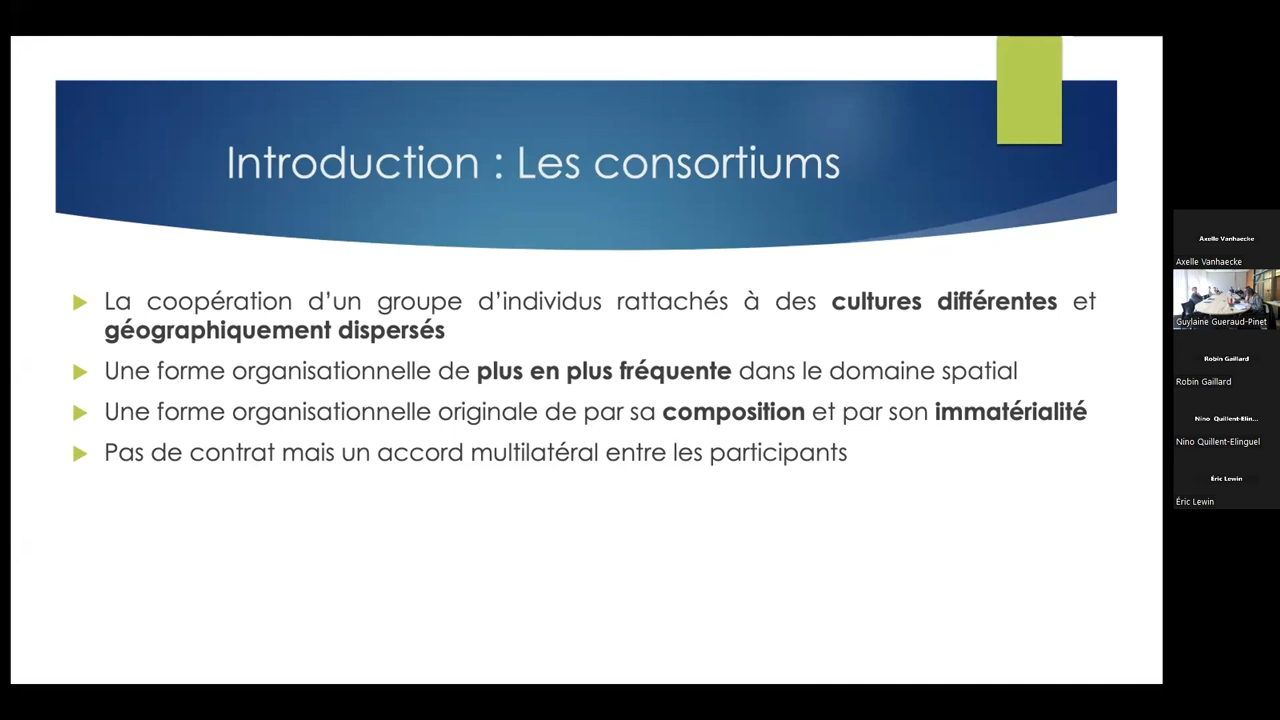 Introduction : Les consortiums
La coopération d'un groupe d'individus rattachés à des cultures différentes et
géographiquement dispersés
Une forme organisationnelle de plus en plus fréquente dans le domaine spatial
Une forme organisationnelle originale de par sa composition et par son immatérialité
Pas de contrat mais un accord multilatéral entre les participants
Axelle Vanhaecke
Axelle Vanhaecke
Guylaine Gueraud-Pinet
Robin Gaillard
Robin Gaillard
Nino Quillent-Elin...
Nino Quillent-Elinguel
Éric Lewin
Éric Lewin